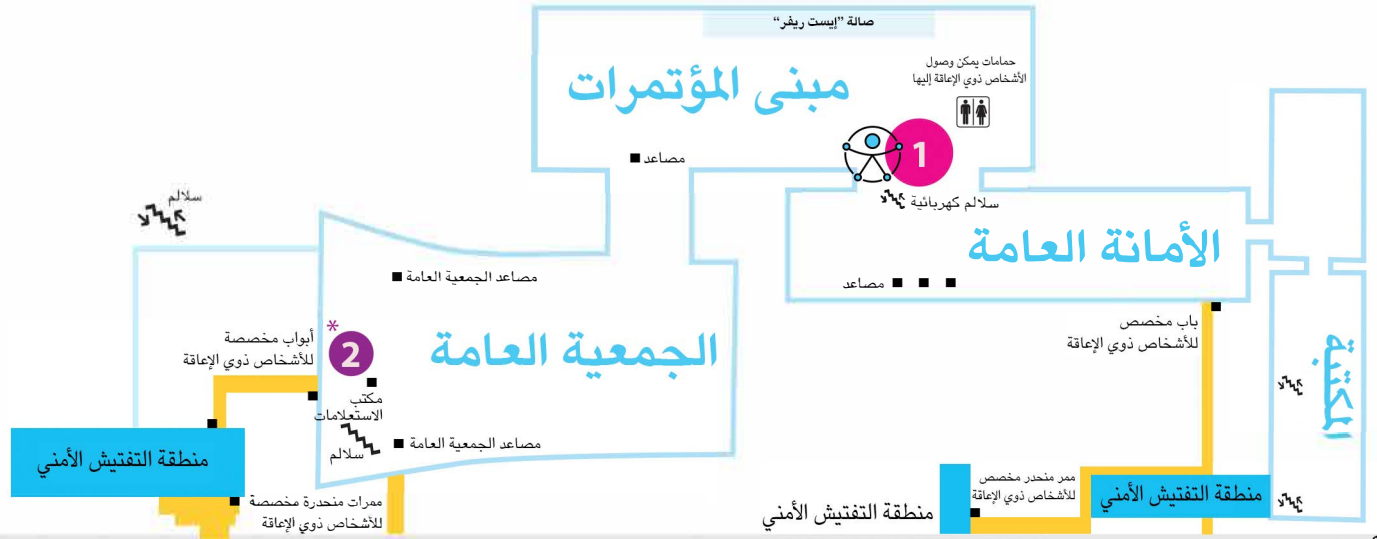 صالة ”إيست ريفر“
مبنى المؤتمرات
حمامات يمكن وصول
الأشخاص ذوي الإعاقة إليها
1
مصاعد
سلالم كهربائية
سلالم
الأمانة العامة
مصاعد
مصاعد الجمعية العامة
باب مخصص
للأشخاص ذوي الإعاقة
المكتبة
أبواب مخصصة
للأشخاص ذوي الإعاقة
*
2
الجمعية العامة
مكتب
الاستعلامات
سلالم
مصاعد الجمعية العامة
منطقة التفتيش الأمني
ممرات منحدرة مخصصة
للأشخاص ذوي الإعاقة
منطقة التفتيش الأمني
ممر منحدر مخصص
للأشخاص ذوي الإعاقة
منطقة التفتيش الأمني